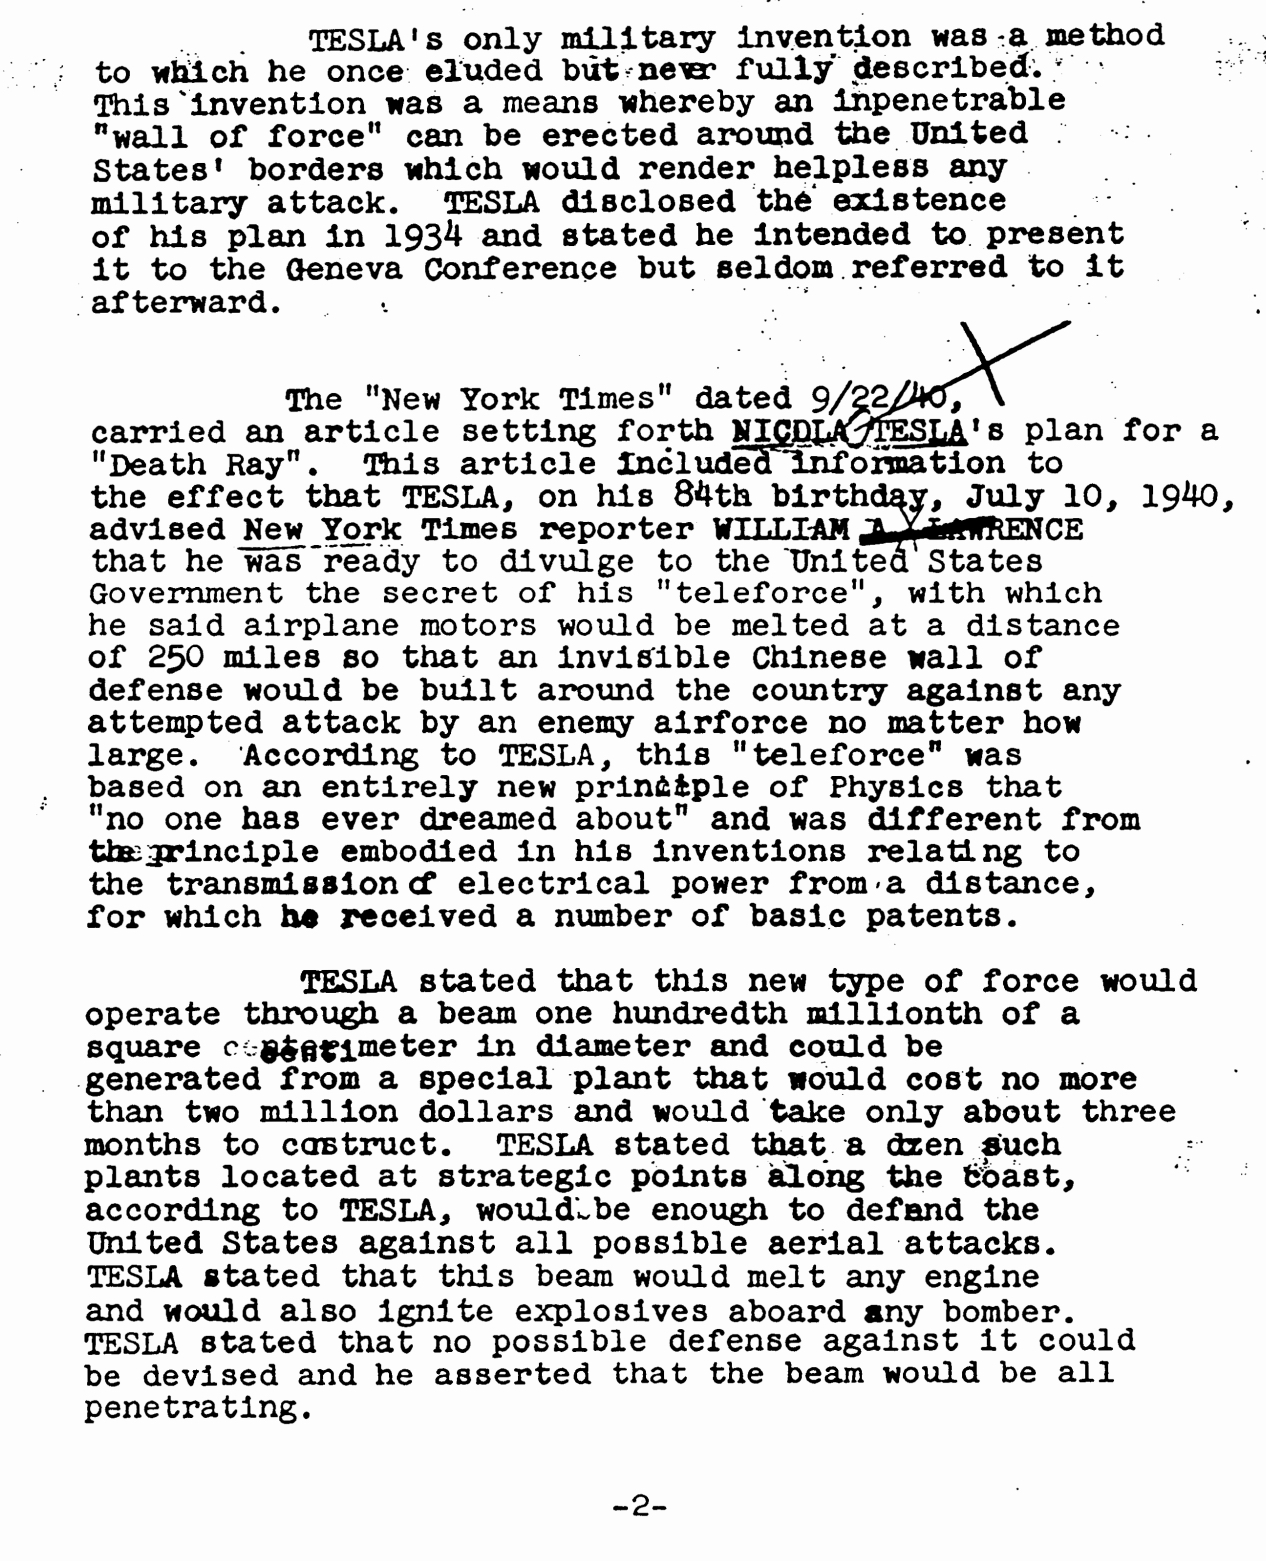 TESLA's only military invention was a method
to which he once eluded but never fully described.
This invention was a means whereby an inpenetrable
"wall of force" can be erected around the United
States' borders which would render helpless any
military attack. TESLA disclosed the existence
of his plan in 1934 and stated he intended to present
it to the Geneva Conference but seldom referred to it
afterward.
The "New York Times" dated 9/22/40,
carried an article setting forth NICOLA TESLA's plan for a
"Death Ray". This article included information to
the effect that TESLA, on his 84th birthday, July 10, 1940,
advised New York Times reporter WILLIAM A LAWRENCE
that he was ready to divulge to the United States
Government the secret of his "teleforce", with which
he said airplane motors would be melted at a distance
of 250 miles so that an invisible Chinese wall of
defense would be built around the country against any
attempted attack by an enemy airforce no matter how
large. According to TESLA, this "teleforce" was
based on an entirely new principle of Physics that
"no one has ever dreamed about" and was different from
the principle embodied in his inventions relating to
the transmission of electrical power from a distance,
for which he received a number of basic patents.
TESLA stated that this new type of force would
operate through a beam one hundredth millionth of a
square centimeter in diameter and could be
generated from a special plant that would cost no more
than two million dollars and would take only about three
months to construct. TESLA stated that a dozen such
plants located at strategic points along the coast,
according to TESLA, would be enough to defend the
United States against all possible aerial attacks.
TESLA stated that this beam would melt any engine
and would also ignite explosives aboard any bomber.
TESLA stated that no possible defense against it could
be devised and he asserted that the beam would be all
penetrating.
-2-